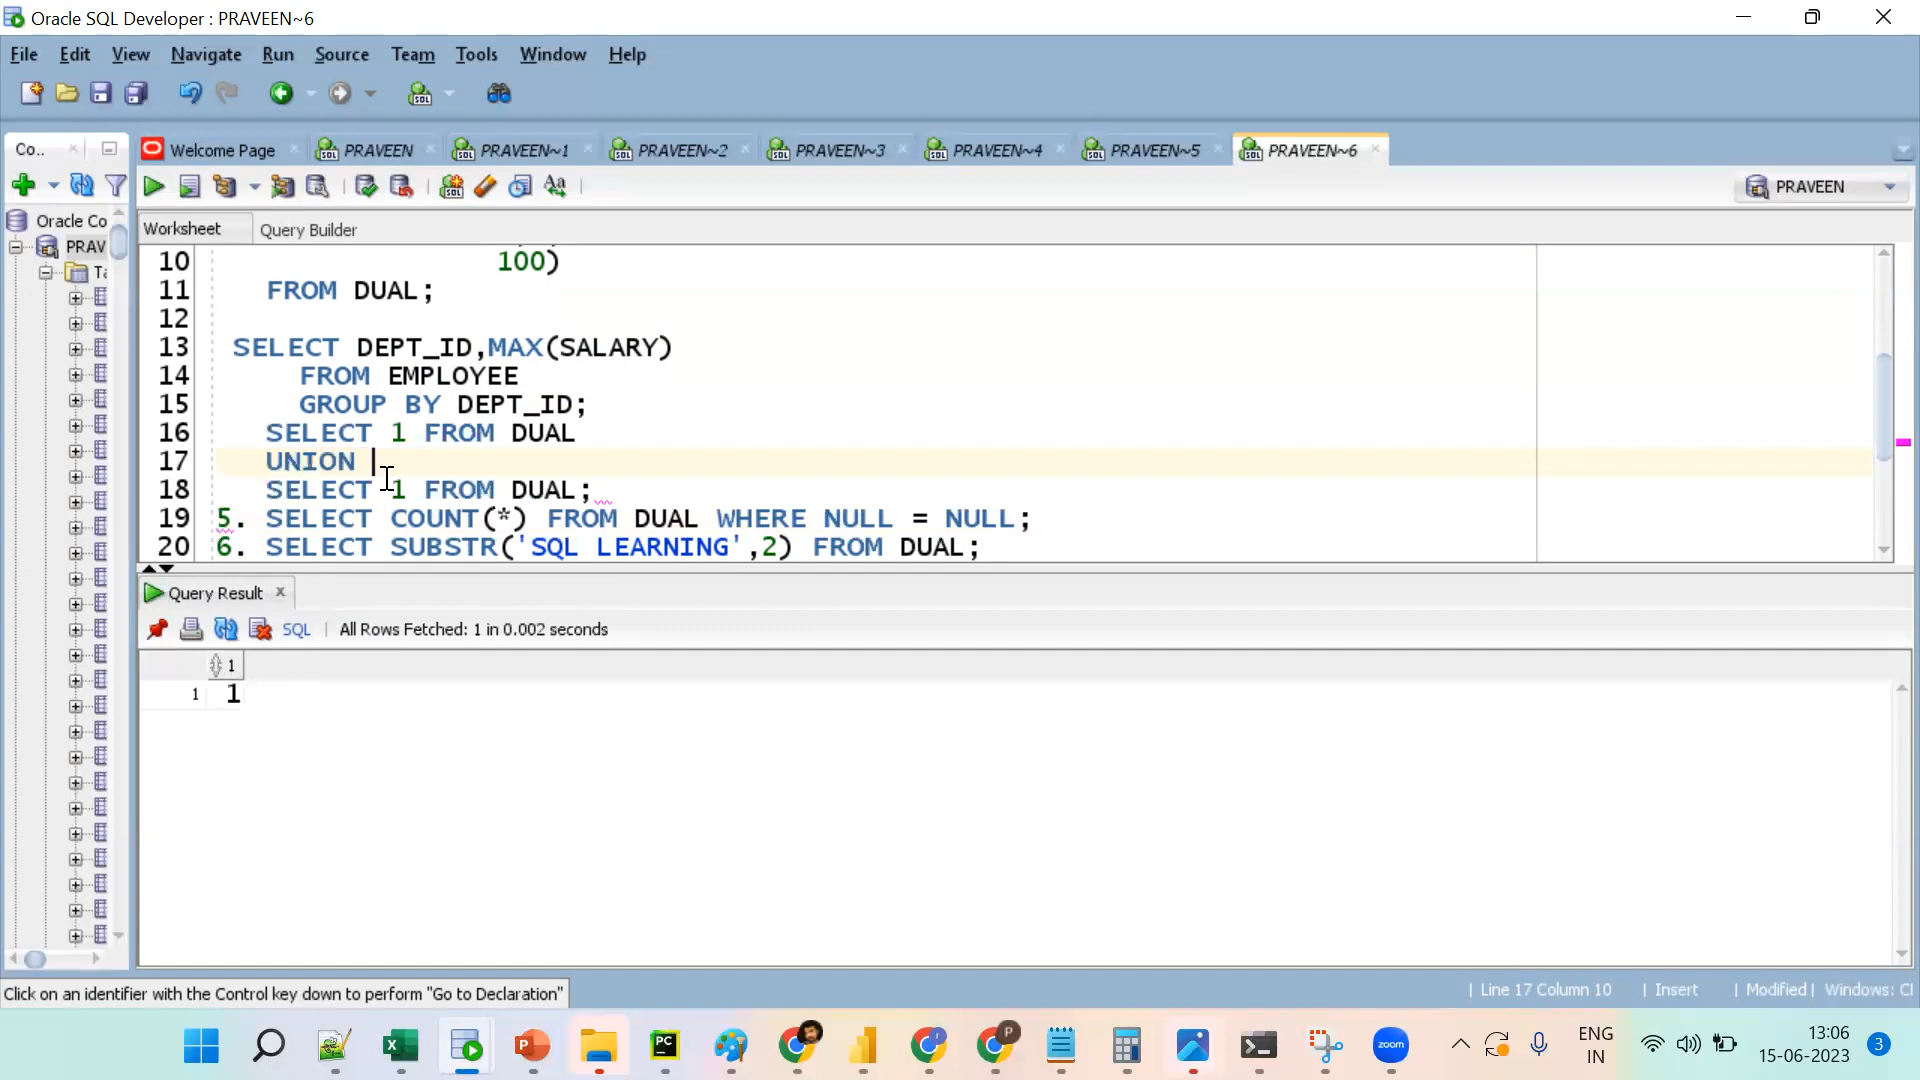 Oracle SQL Developer : PRAVEEN~6
File Edit View Navigate Run Source Team Tools Window Help
Co..
Welcome Page
PRAVEEN
PRAVEEN~1
PRAVEEN~2
PRAVEEN~3
PRAVEEN~4
PRAVEEN~5
PRAVEEN~6
PRAVEEN
Oracle Co
PRAV
Ta
Worksheet Query Builder
10 100)
11 FROM DUAL;
12
13 SELECT DEPT_ID,MAX(SALARY)
14 FROM EMPLOYEE
15 GROUP BY DEPT_ID;
16 SELECT 1 FROM DUAL
17 UNION
18 SELECT 1 FROM DUAL;
19 5. SELECT COUNT(*) FROM DUAL WHERE NULL = NULL;
20 6. SELECT SUBSTR('SQL LEARNING',2) FROM DUAL;
Query Result
SQL | All Rows Fetched: 1 in 0.002 seconds
1
1 1
Click on an identifier with the Control key down to perform "Go to Declaration"
| Line 17 Column 10 | Insert | Modified | Windows: Cl
ENG
IN
13:06
15-06-2023
3
zoom